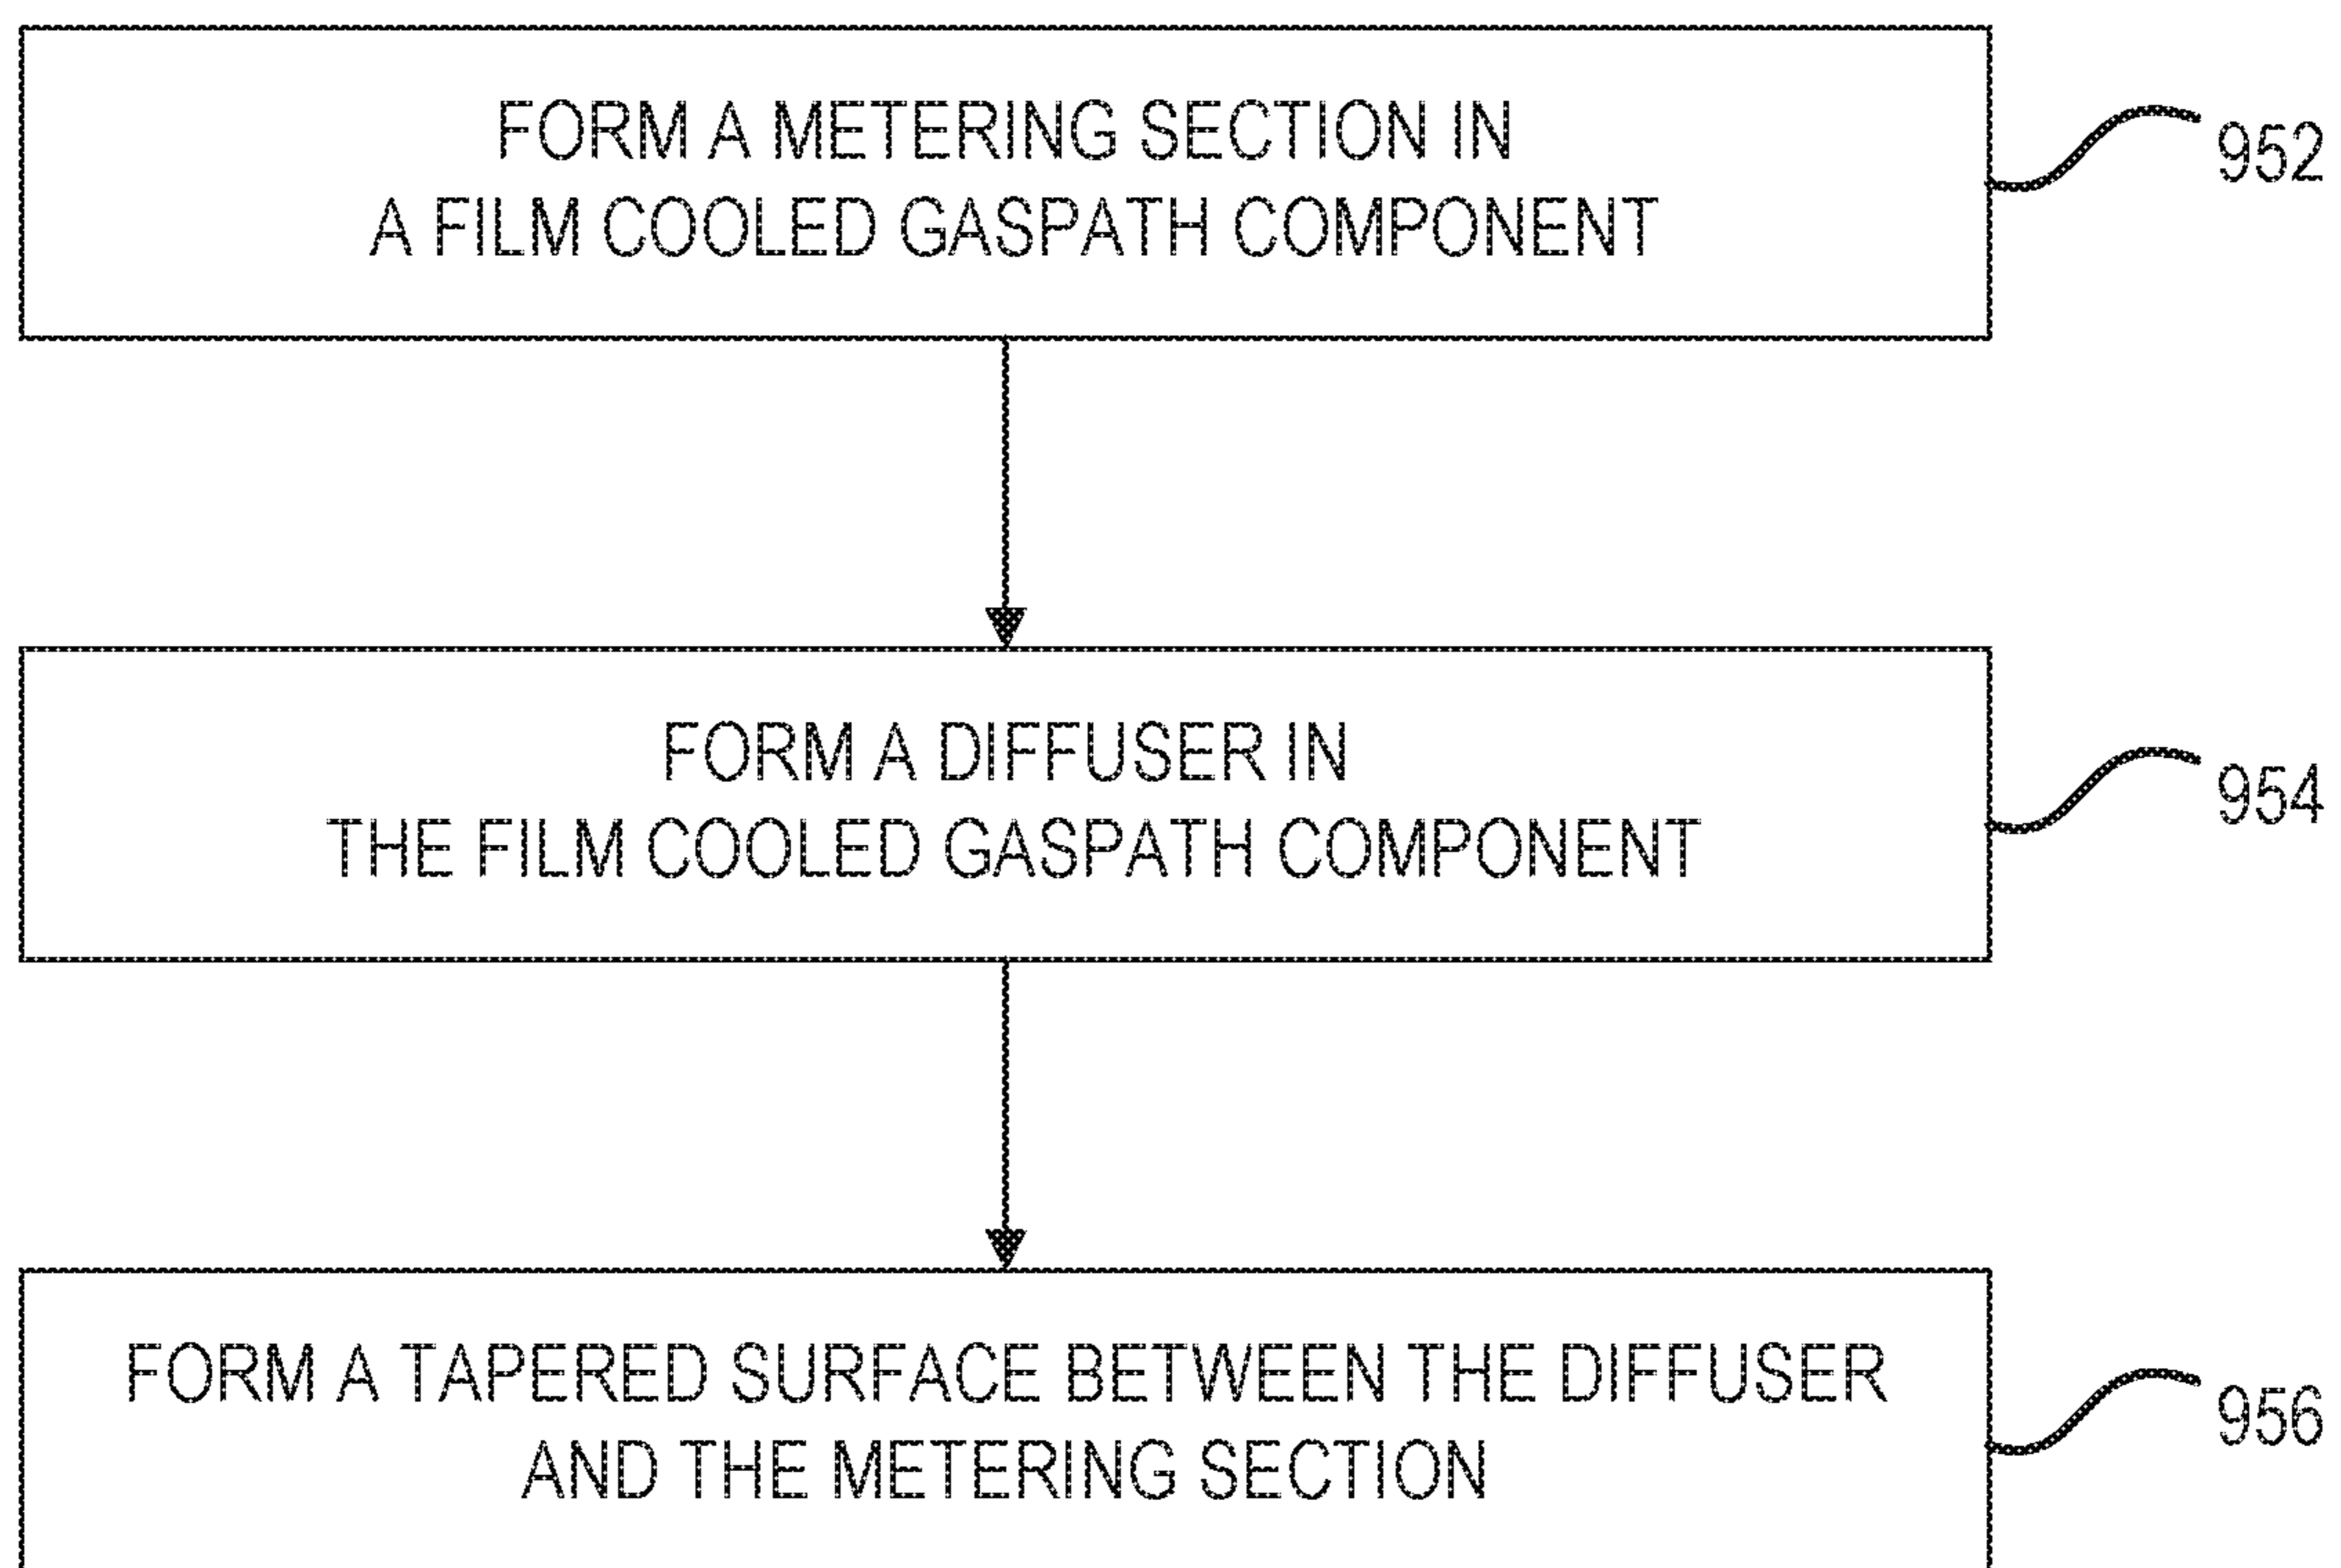 FORM A METERING SECTION IN
A FILM COOLED GASPATH COMPONENT
952
FORM A DIFFUSER IN
THE FILM COOLED GASPATH COMPONENT
954
FORM A TAPERED SURFACE BETWEEN THE DIFFUSER
AND THE METERING SECTION
956